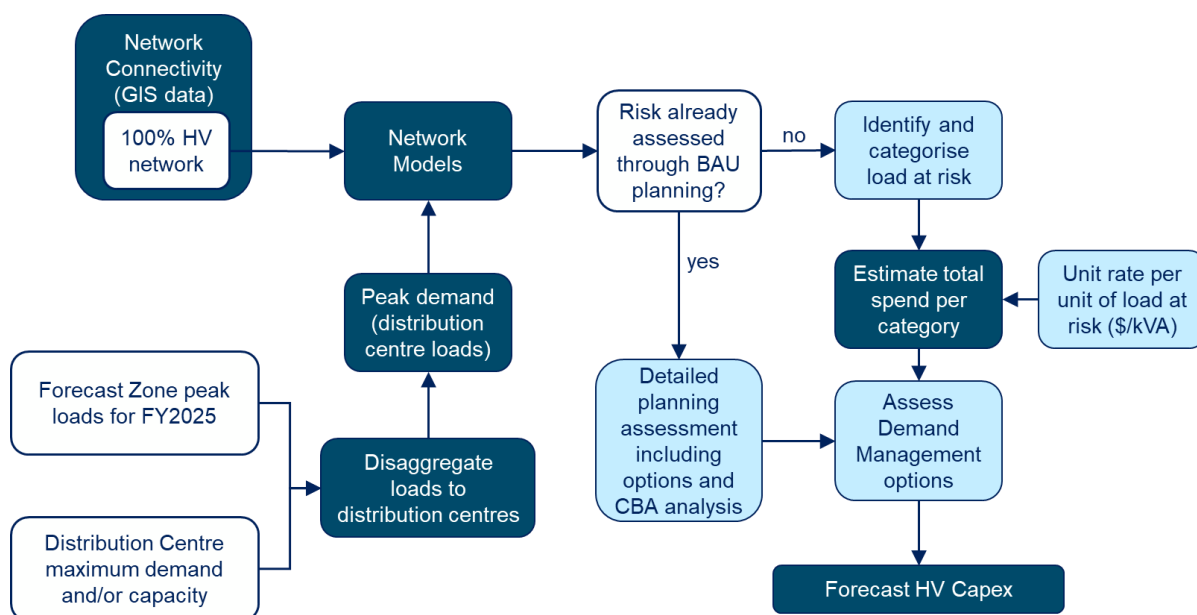 Network
Connectivity
(GIS data)
100% HV
network
Network
Models
Risk already
assessed
through BAU
planning?
no
Identify and
categorise
load at risk
yes
Peak demand
(distribution
centre loads)
Estimate total
spend per
category
Unit rate per
unit of load at
risk ($/kVA)
Forecast Zone peak
loads for FY2025
Disaggregate
loads to
distribution centres
Detailed
planning
assessment
including
options and
CBA analysis
Assess
Demand
Management
options
Distribution Centre
maximum demand
and/or capacity
Forecast HV Capex